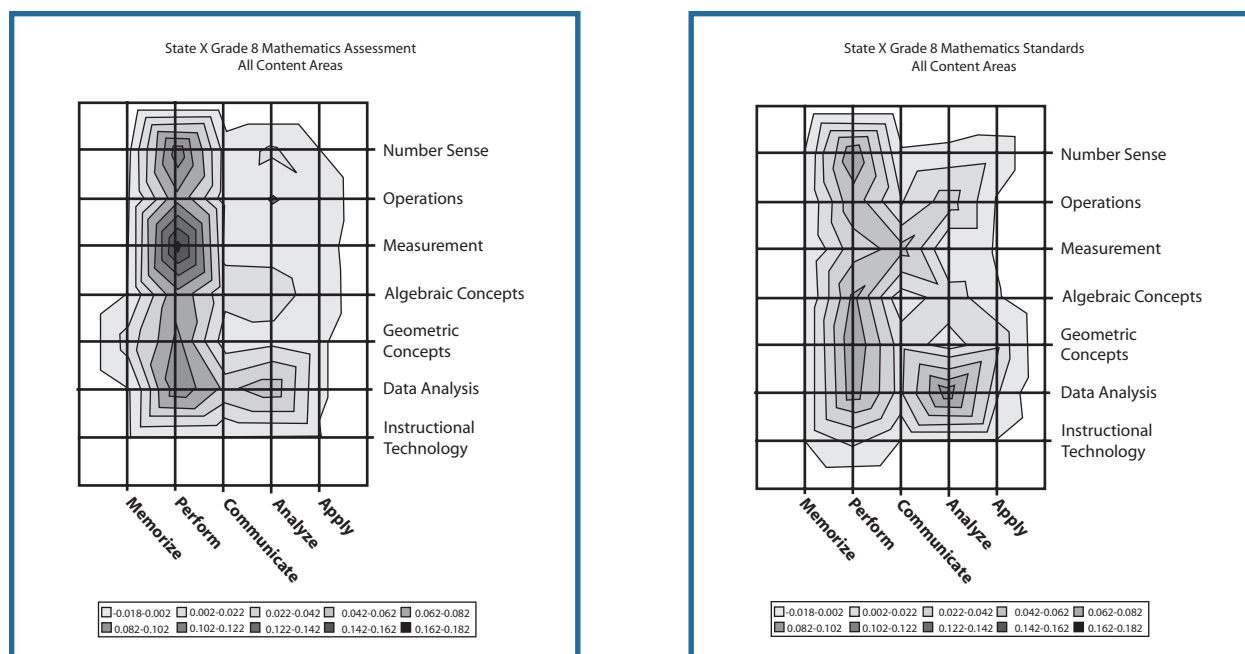 State X Grade 8 Mathematics Assessment
All Content Areas
Number Sense
Operations
Measurement
Algebraic Concepts
Geometric
Concepts
Data Analysis
Instructional
Technology
Memorize
Perform
Communicate
Analyze
Apply
-0.018-0.002 0.002-0.022 0.022-0.042 0.042-0.062 0.062-0.082
0.082-0.102 0.102-0.122 0.122-0.142 0.142-0.162 0.162-0.182
State X Grade 8 Mathematics Standards
All Content Areas
Number Sense
Operations
Measurement
Algebraic Concepts
Geometric
Concepts
Data Analysis
Instructional
Technology
Memorize
Perform
Communicate
Analyze
Apply
-0.018-0.002 0.002-0.022 0.022-0.042 0.042-0.062 0.062-0.082
0.082-0.102 0.102-0.122 0.122-0.142 0.142-0.162 0.162-0.182